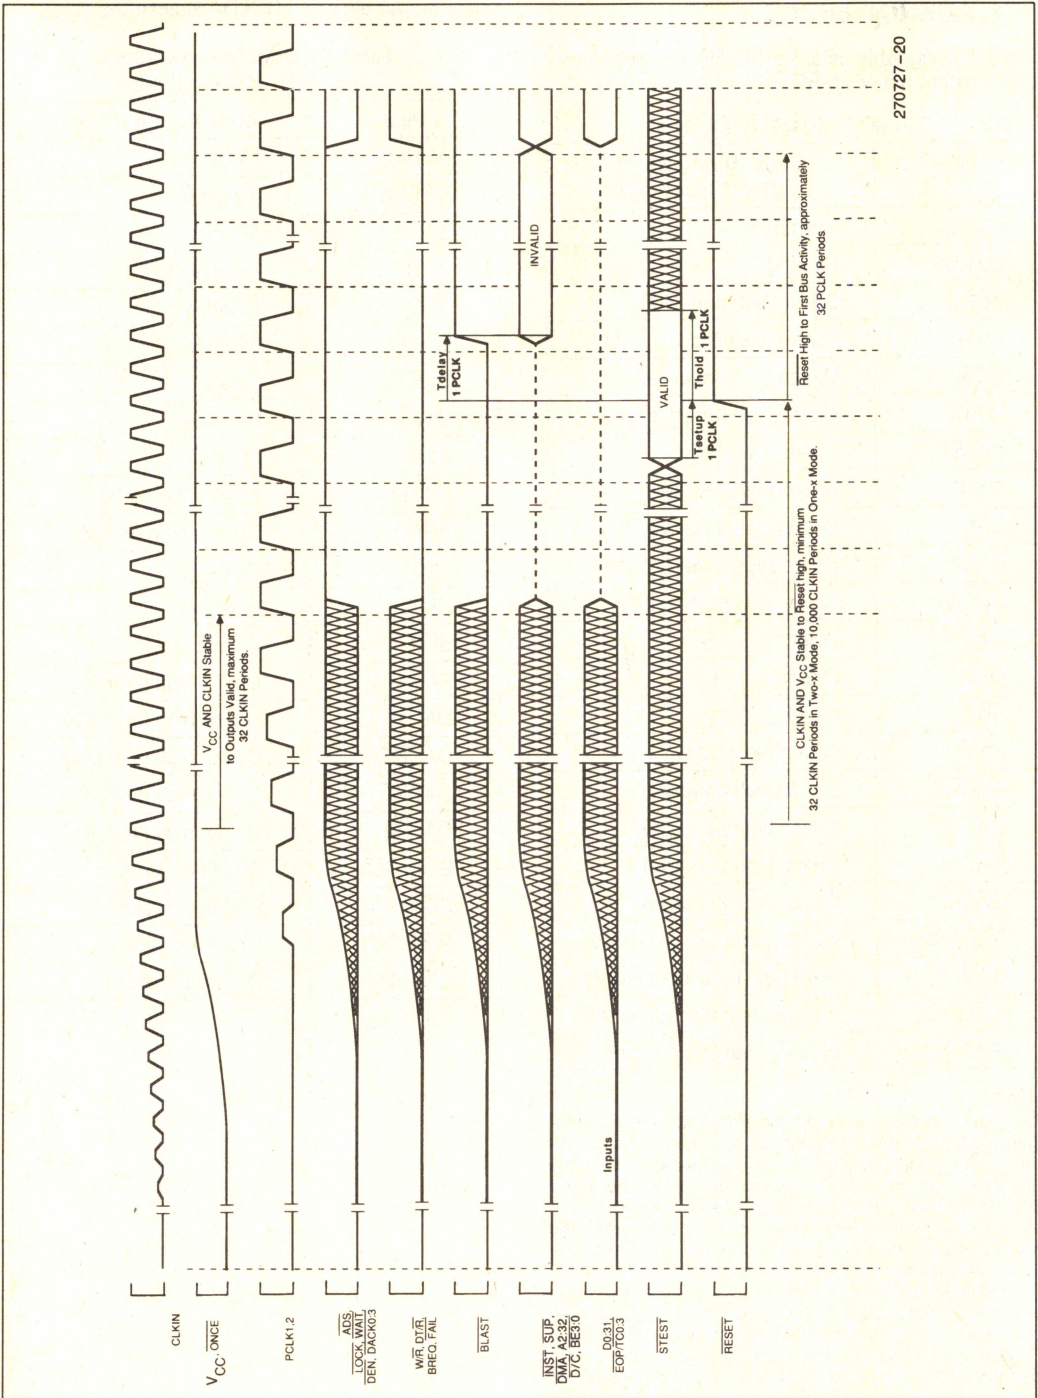 CLKIN
VCC, ONCE
PCLK1,2
ADS,
LOCK, WAIT,
DEN, DACK0:3
W/R, DT/R,
BREQ, FAIL
BLAST
INST, SUP,
DMA, A2:32,
D/C, BE3:0
D0:31,
EOP/TC0:3
STEST
RESET
VCC AND CLKIN Stable
to Outputs Valid, maximum
32 CLKIN Periods.
Tdelay
1 PCLK
INVALID
Inputs
VALID
Tsetup
1 PCLK
Thold
1 PCLK
CLKIN AND VCC Stable to Reset high, minimum
32 CLKIN Periods in Two-x Mode, 10,000 CLKIN Periods in One-x Mode.
Reset High to First Bus Activity, approximately
32 PCLK Periods
270727-20